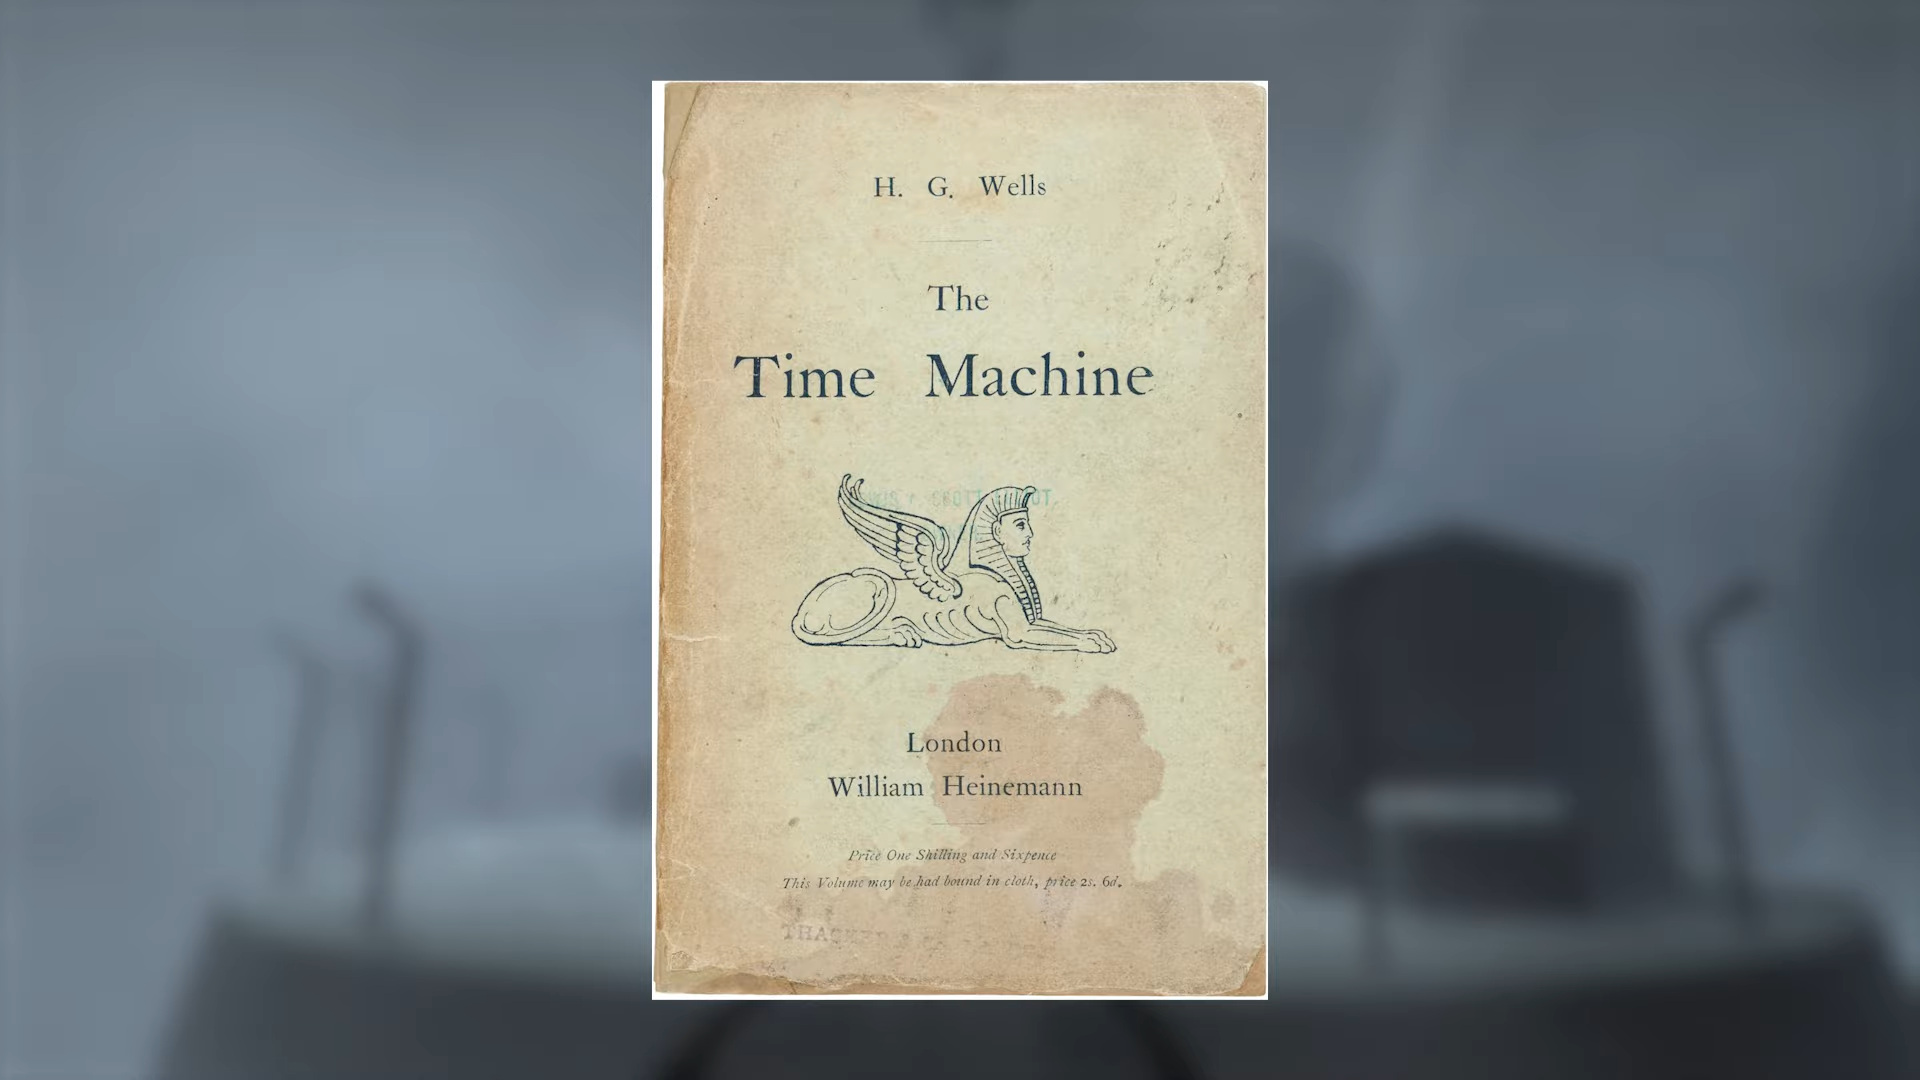 H. G. Wells
The
Time Machine
London
William Heinemann
Price One Shilling and Sixpence
This Volume may be had bound in cloth, price 2s. 6d.